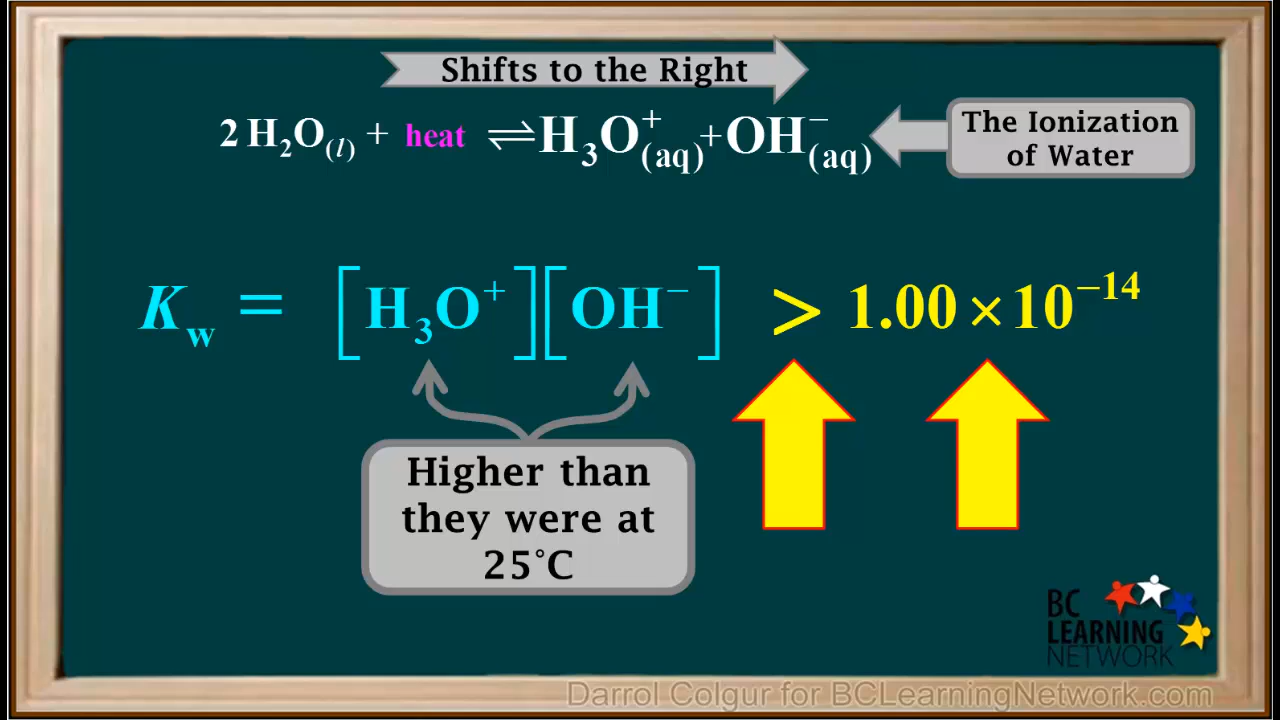 Shifts to the Right
2 H₂O(l) + heat ⇌ H₃O⁺(aq) + OH⁻(aq)
The Ionization
of Water
Kw = [H₃O⁺][OH⁻] > 1.00 × 10⁻¹⁴
Higher than
they were at
25°C
BC
LEARNING
NETWORK
Darrol Colgur for BCLearningNetwork.com